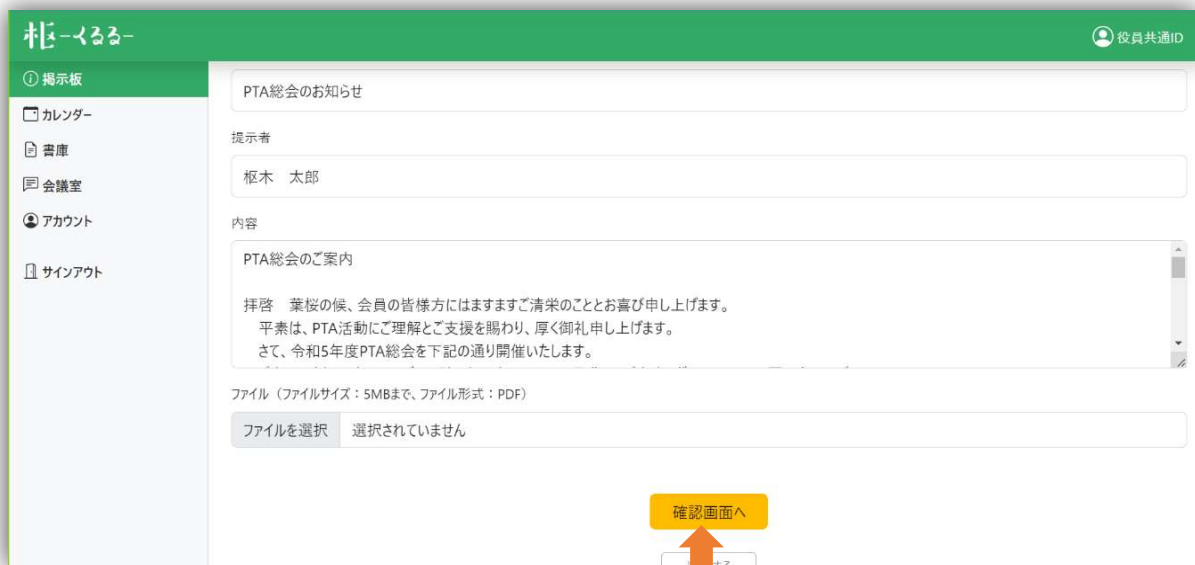 枢-くるる-
役員共通ID
掲示板
カレンダー
書庫
会議室
アカウント
サインアウト
PTA総会のお知らせ
提示者
枢木　太郎
内容
PTA総会のご案内
拝啓　葉桜の候、会員の皆様方にはますますご清栄のこととお喜び申し上げます。
平素は、PTA活動にご理解とご支援を賜わり、厚く御礼申し上げます。
さて、令和5年度PTA総会を下記の通り開催いたします。
ファイル（ファイルサイズ：5MBまで、ファイル形式：PDF）
ファイルを選択　選択されていません
確認画面へ